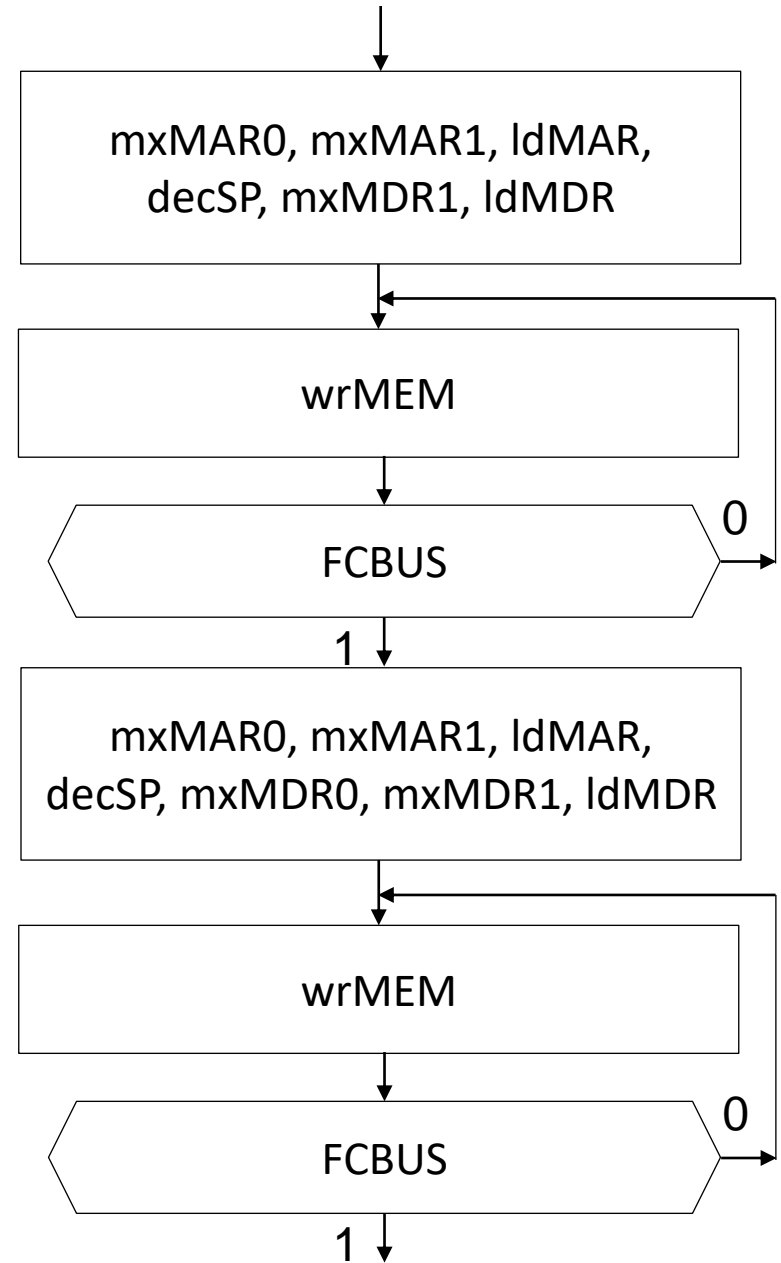 mxMAR0, mxMAR1, ldMAR,
decSP, mxMDR1, ldMDR
wrMEM
FCBUS
0
1
mxMAR0, mxMAR1, ldMAR,
decSP, mxMDR0, mxMDR1, ldMDR
wrMEM
FCBUS
0
1